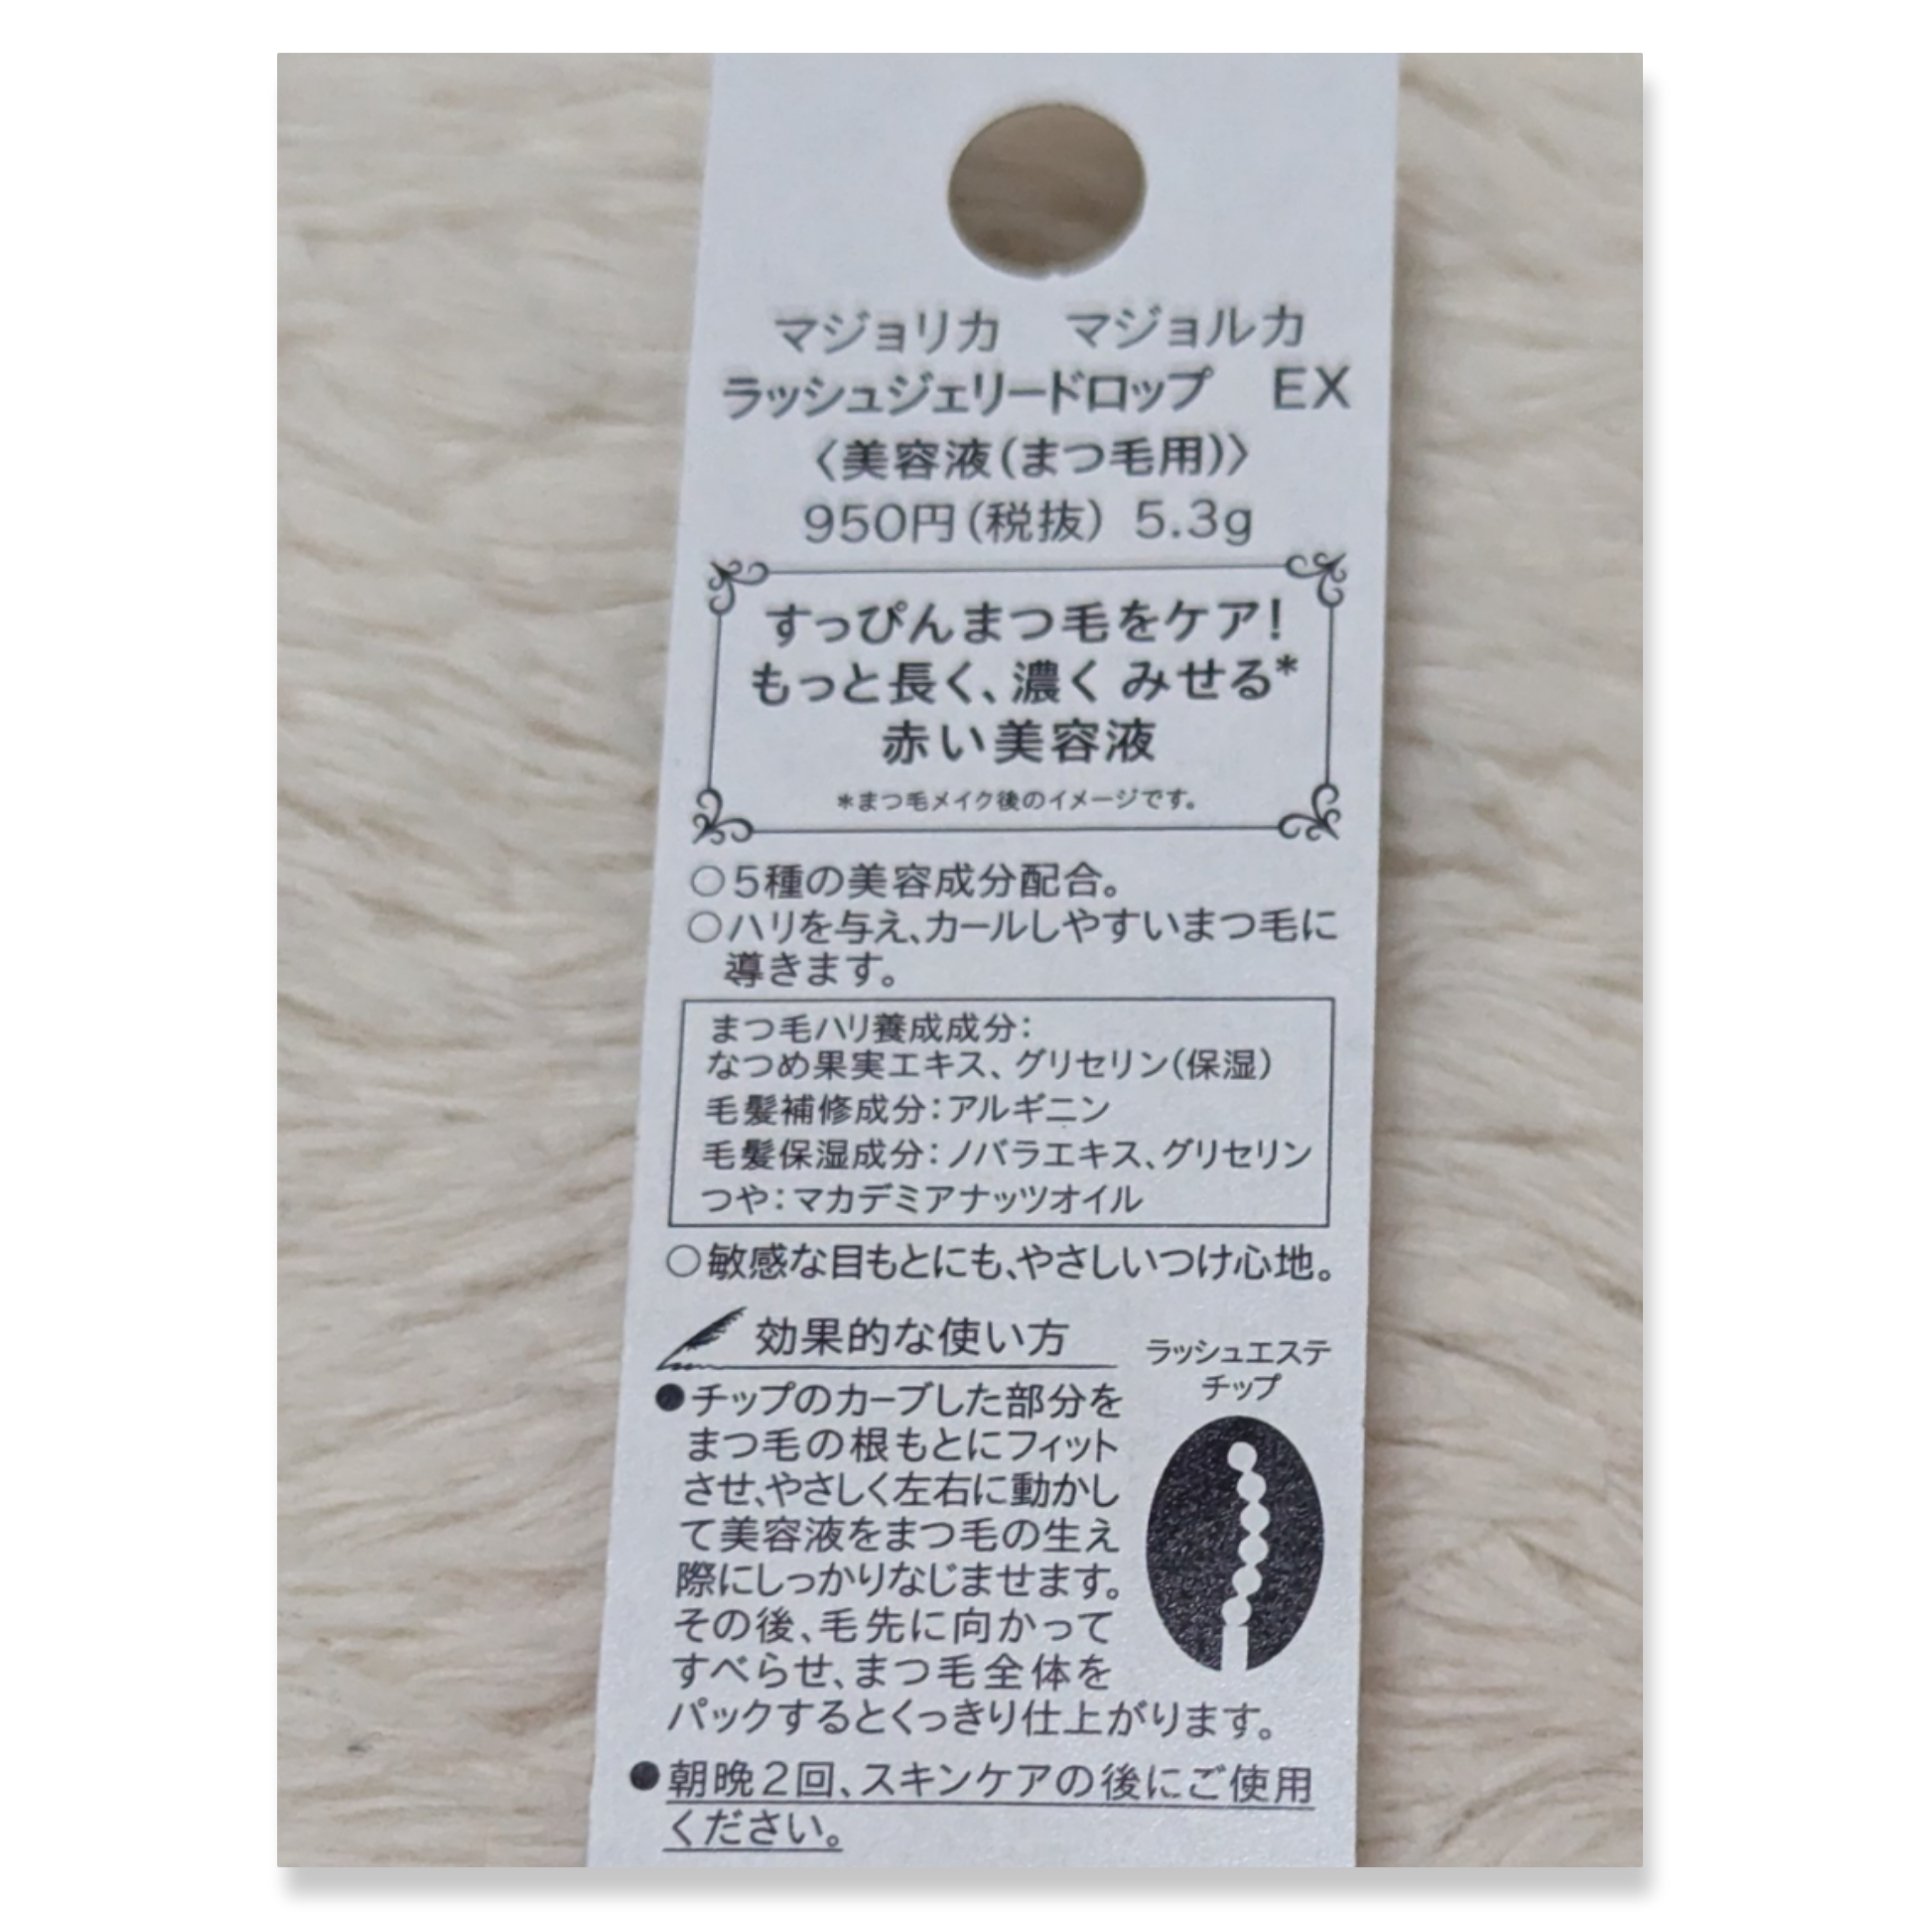 マジョリカ　マジョルカ
ラッシュジェリードロップ　EX
〈美容液(まつ毛用)〉
950円(税抜) 5.3g
すっぴんまつ毛をケア!
もっと長く、濃く みせる*
赤い美容液
*まつ毛メイク後のイメージです。
○5種の美容成分配合。
○ハリを与え、カールしやすいまつ毛に
導きます。
まつ毛ハリ養成成分:
なつめ果実エキス、グリセリン(保湿)
毛髪補修成分:アルギニン
毛髪保湿成分:ノバラエキス、グリセリン
つや:マカデミアナッツオイル
○敏感な目もとにも、やさしいつけ心地。
効果的な使い方
ラッシュエステ
チップ
●チップのカーブした部分を
まつ毛の根もとにフィット
させ、やさしく左右に動かし
て美容液をまつ毛の生え
際にしっかりなじませます。
その後、毛先に向かって
すべらせ、まつ毛全体を
パックするとくっきり仕上がります。
●朝晩2回、スキンケアの後にご使用
ください。